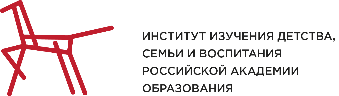 ИНСТИТУТ ИЗУЧЕНИЯ ДЕТСТВА,
СЕМЬИ И ВОСПИТАНИЯ
РОССИЙСКОЙ АКАДЕМИИ
ОБРАЗОВАНИЯ